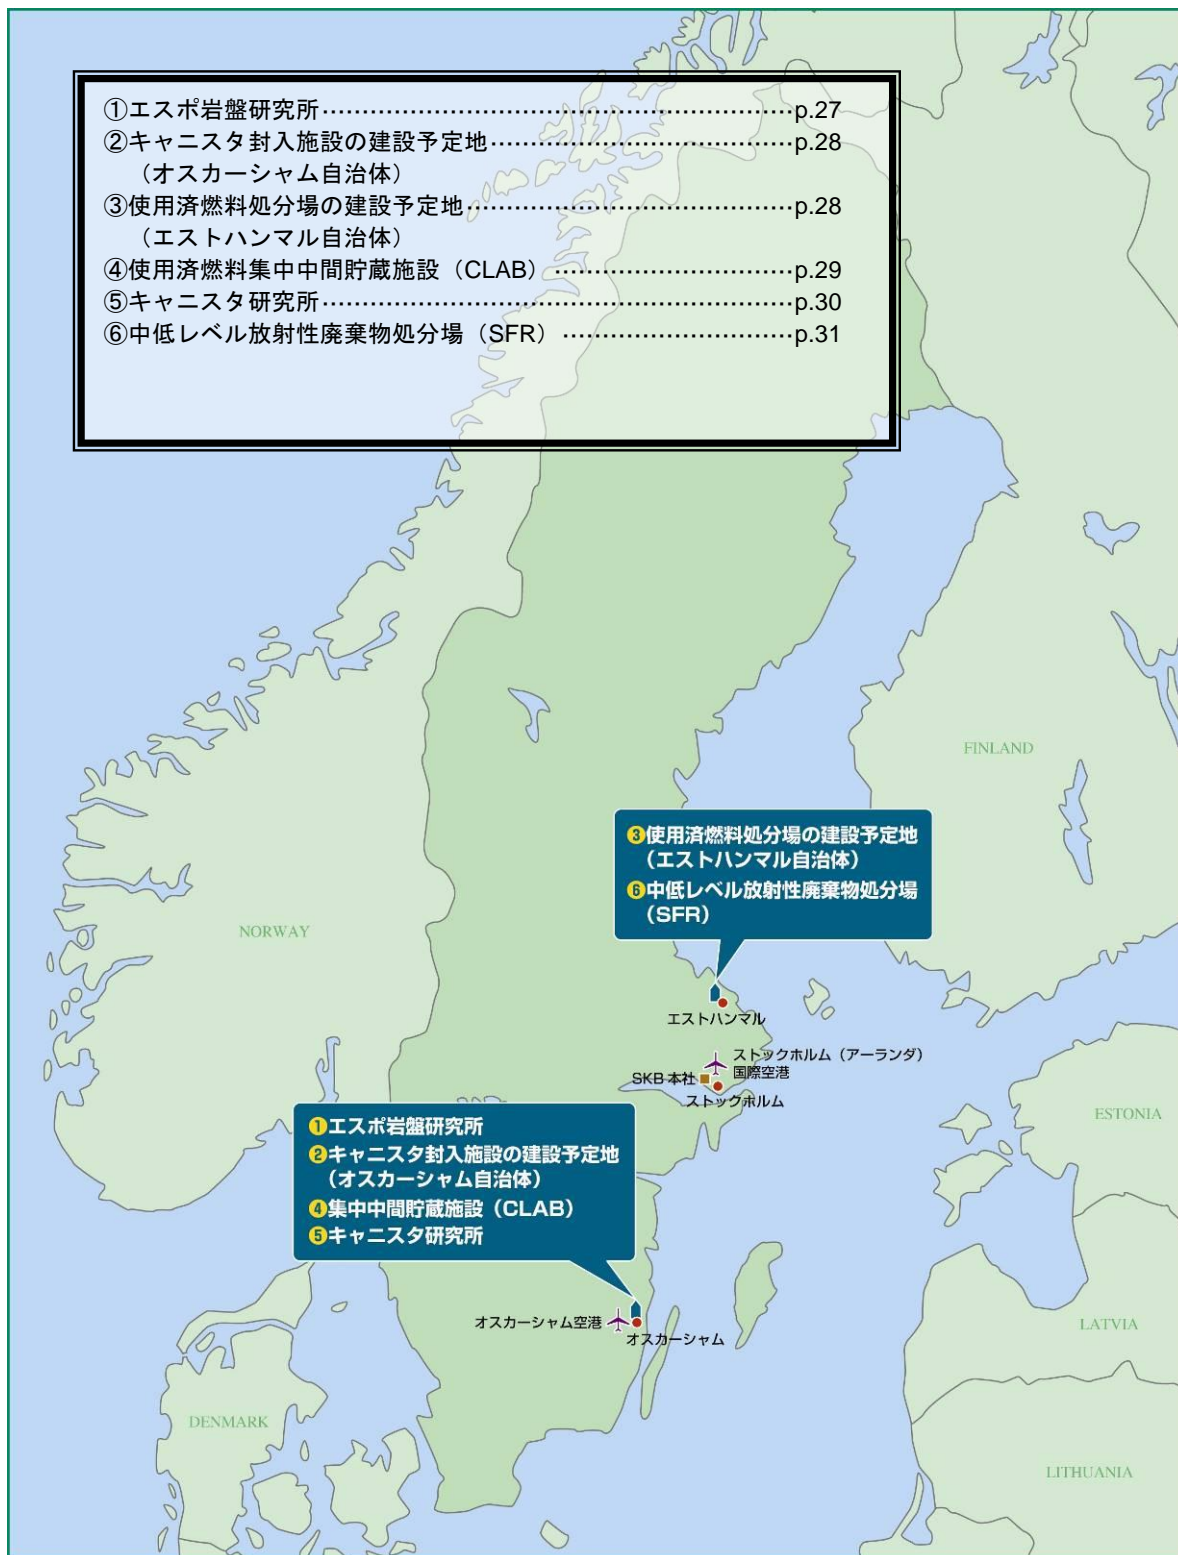 ①エスポ岩盤研究所……………………………………………………p.27
②キャニスタ封入施設の建設予定地…………………………………p.28
（オスカーシャム自治体）
③使用済燃料処分場の建設予定地……………………………………p.28
（エストハンマル自治体）
④使用済燃料集中中間貯蔵施設（CLAB）……………………………p.29
⑤キャニスタ研究所……………………………………………………p.30
⑥中低レベル放射性廃棄物処分場（SFR）……………………………p.31
FINLAND
❸使用済燃料処分場の建設予定地
（エストハンマル自治体）
❻中低レベル放射性廃棄物処分場
（SFR）
NORWAY
エストハンマル
ストックホルム（アーランダ）
国際空港
SKB 本社
ストックホルム
ESTONIA
❶エスポ岩盤研究所
❷キャニスタ封入施設の建設予定地
（オスカーシャム自治体）
❹集中中間貯蔵施設（CLAB）
❺キャニスタ研究所
オスカーシャム空港
オスカーシャム
LATVIA
DENMARK
LITHUANIA